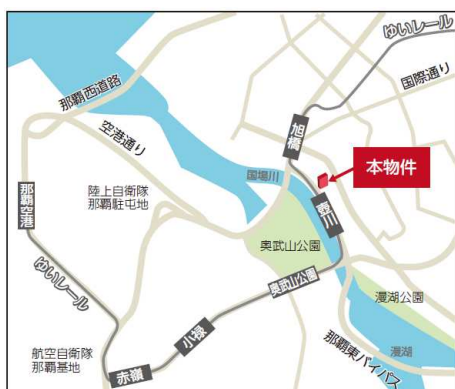 ゆいレール
国際通り
那覇西道路
空港通り
旭橋
国場川
本物件
陸上自衛隊
那覇駐屯地
壺川
那覇空港
奥武山公園
奥武山公園
漫湖公園
ゆいレール
小禄
漫湖
航空自衛隊
那覇基地
赤嶺
那覇東バイパス